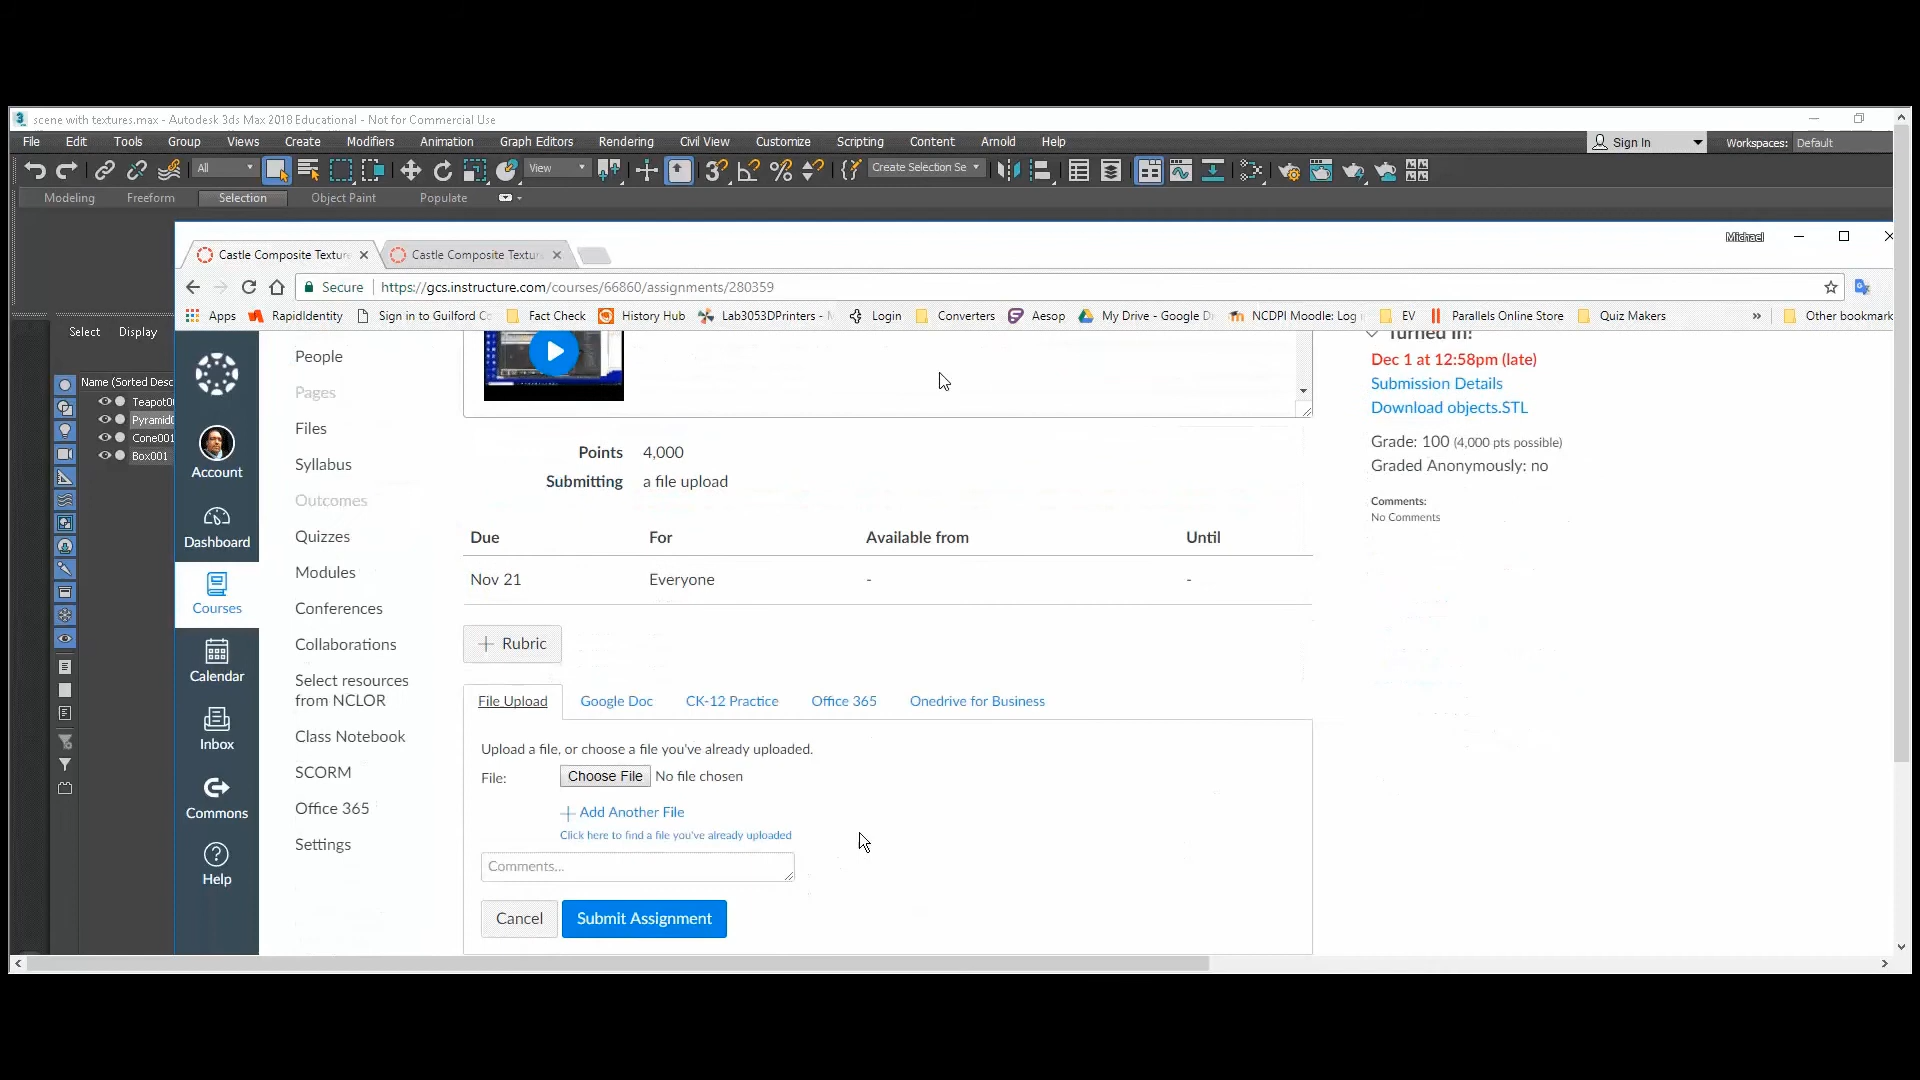 scene with textures.max - Autodesk 3ds Max 2018 Educational - Not for Commercial Use
File Edit Tools Group Views Create Modifiers Animation Graph Editors Rendering Civil View Customize Scripting Content Arnold Help Sign In Workspaces: Default
All View Create Selection Se
Modeling Freeform Selection Object Paint Populate
Michael
Castle Composite Texture Castle Composite Textur
Secure https://gcs.instructure.com/courses/66860/assignments/280359
Apps RapidIdentity Sign in to Guilford Co Fact Check History Hub Lab3053DPrinters - Login Converters Aesop My Drive - Google D NCDPI Moodle: Log EV Parallels Online Store Quiz Makers » Other bookmark
Select Display
Name (Sorted Desc
Teapot0
Pyramid
Cone001
Box001
Account
Dashboard
Courses
Calendar
Inbox
Commons
Help
People
Pages
Files
Syllabus
Outcomes
Quizzes
Modules
Conferences
Collaborations
Select resources
from NCLOR
Class Notebook
SCORM
Office 365
Settings
Points 4,000
Submitting a file upload
Due For Available from Until
Nov 21 Everyone - -
+ Rubric
File Upload Google Doc CK-12 Practice Office 365 Onedrive for Business
Upload a file, or choose a file you've already uploaded.
File: Choose File No file chosen
+ Add Another File
Click here to find a file you've already uploaded
Comments...
Cancel Submit Assignment
Turned In!
Dec 1 at 12:58pm (late)
Submission Details
Download objects.STL
Grade: 100 (4,000 pts possible)
Graded Anonymously: no
Comments:
No Comments